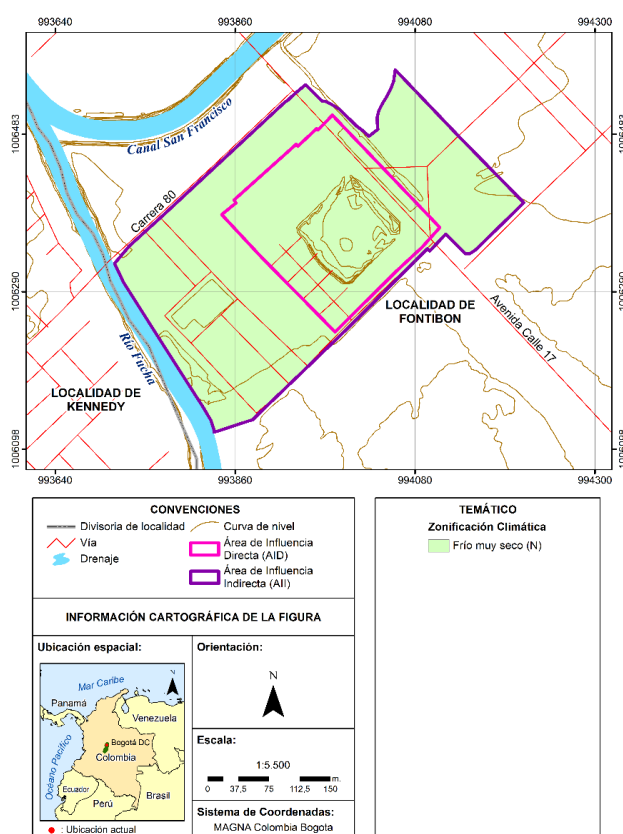 993640 993860 994080 994300
1006483
1006483
Canal San Francisco
Carrera 80
1006290
1006290
LOCALIDAD DE
FONTIBON
Avenida Calle 17
Río Fucha
LOCALIDAD DE
KENNEDY
1006098
1006098
993640 993860 994080 994300
CONVENCIONES
Divisoria de localidad
Vía
Drenaje
Curva de nivel
Área de Influencia
Directa (AID)
Área de Influencia
Indirecta (AII)
TEMÁTICO
Zonificación Climática
Frío muy seco (N)
INFORMACIÓN CARTOGRÁFICA DE LA FIGURA
Ubicación espacial:
Mar Caribe
N
Panamá
Venezuela
Océano Pacífico
Bogotá DC
Colombia
Ecuador
Perú
Brasil
: Ubicación actual
Orientación:
N
Escala:
1:5.500
0 37,5 75 112,5 150 m.
Sistema de Coordenadas:
MAGNA Colombia Bogota